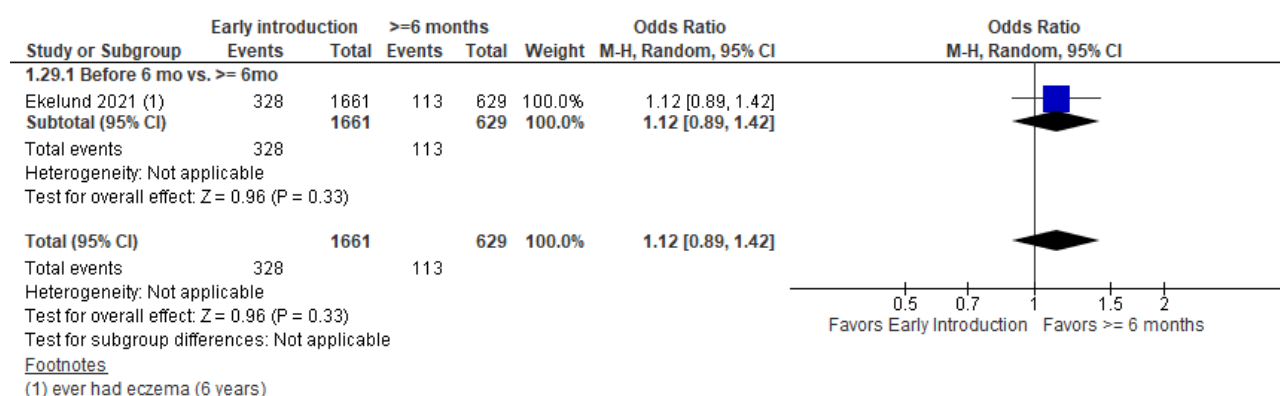 Early introduction >=6 months Odds Ratio Odds Ratio
Study or Subgroup Events Total Events Total Weight M-H, Random, 95% CI M-H, Random, 95% CI
1.29.1 Before 6 mo vs. >= 6mo
Ekelund 2021 (1) 328 1661 113 629 100.0% 1.12 [0.89, 1.42]
Subtotal (95% CI) 1661 629 100.0% 1.12 [0.89, 1.42]
Total events 328 113
Heterogeneity: Not applicable
Test for overall effect: Z = 0.96 (P = 0.33)
Total (95% CI) 1661 629 100.0% 1.12 [0.89, 1.42]
Total events 328 113
Heterogeneity: Not applicable
Test for overall effect: Z = 0.96 (P = 0.33)
Test for subgroup differences: Not applicable
0.5 0.7 1 1.5 2
Favors Early Introduction Favors >= 6 months
Footnotes
(1) ever had eczema (6 years)